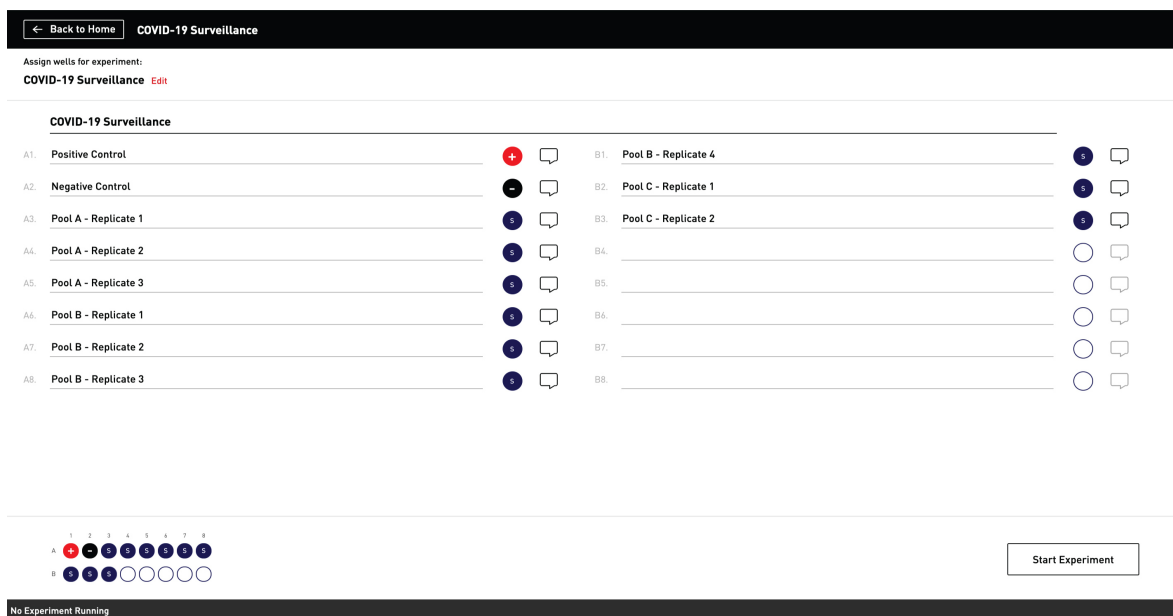 ← Back to Home COVID-19 Surveillance
Assign wells for experiment:
COVID-19 Surveillance Edit
COVID-19 Surveillance
A1. Positive Control +
A2. Negative Control -
A3. Pool A - Replicate 1 S
A4. Pool A - Replicate 2 S
A5. Pool A - Replicate 3 S
A6. Pool B - Replicate 1 S
A7. Pool B - Replicate 2 S
A8. Pool B - Replicate 3 S
B1. Pool B - Replicate 4 S
B2. Pool C - Replicate 1 S
B3. Pool C - Replicate 2 S
B4.
B5.
B6.
B7.
B8.
1 2 3 4 5 6 7 8
A + - S S S S S S
B S S S
Start Experiment
No Experiment Running